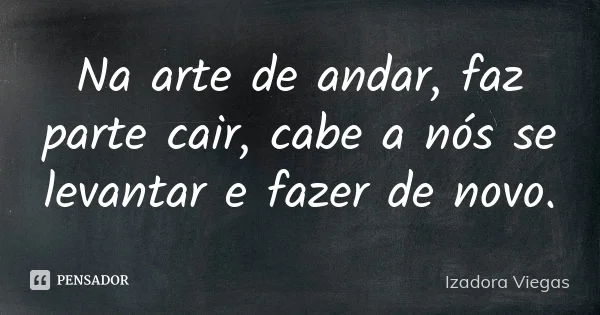 Na arte de andar, faz
parte cair, cabe a nós se
levantar e fazer de novo.
PENSADOR
Izadora Viegas